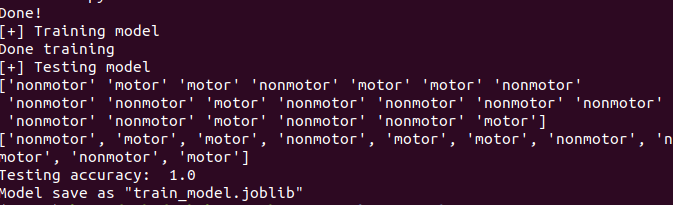 Done!
[+] Training model
Done training
[+] Testing model
['nonmotor' 'motor' 'motor' 'nonmotor' 'motor' 'motor' 'nonmotor'
'nonmotor' 'nonmotor' 'motor' 'nonmotor' 'nonmotor' 'nonmotor' 'nonmotor'
'nonmotor' 'nonmotor' 'nonmotor' 'nonmotor' 'motor']
['nonmotor', 'motor', 'motor', 'nonmotor', 'motor', 'motor', 'nonmotor', 'n
motor', 'nonmotor', 'motor']
Testing accuracy:  1.0
Model save as "train_model.joblib"